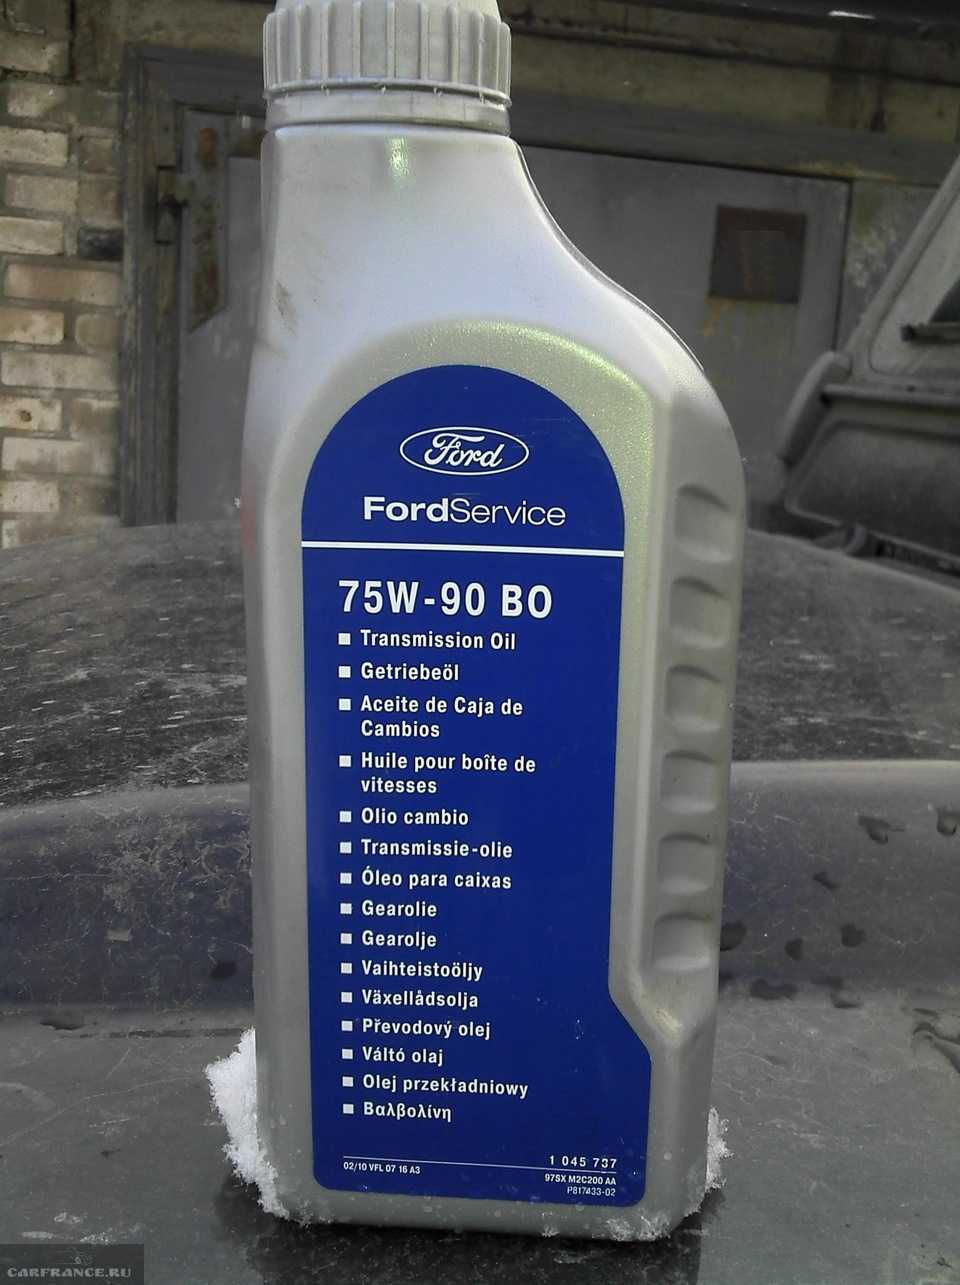 Ford
FordService
75W-90 BO
■ Transmission Oil
■ Getriebeöl
■ Aceite de Caja de
Cambios
■ Huile pour boîte de
vitesses
■ Olio cambio
■ Transmissie-olie
■ Óleo para caixas
■ Gearolie
■ Gearolje
■ Vaihteistoöljy
■ Växellådsolja
■ Převodový olej
■ Váltó olaj
■ Olej przekładniowy
■ Βαλβολίνη
1 045 737
02/10 VFL 07 16 A3
97SX M2C200 AA
P817433-02
CARFRANCE.RU